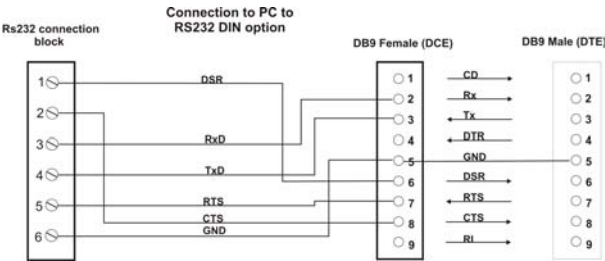 Connection to PC to
RS232 DIN option
Rs232 connection
block
DB9 Female (DCE)
DB9 Male (DTE)
1 DSR 1 CD 1
2 2 Rx 2
3 RxD 3 Tx 3
4 TxD 4 DTR 4
5 RTS 5 GND 5
CTS 6 DSR 6
6 GND 7 RTS 7
8 CTS 8
9 RI 9